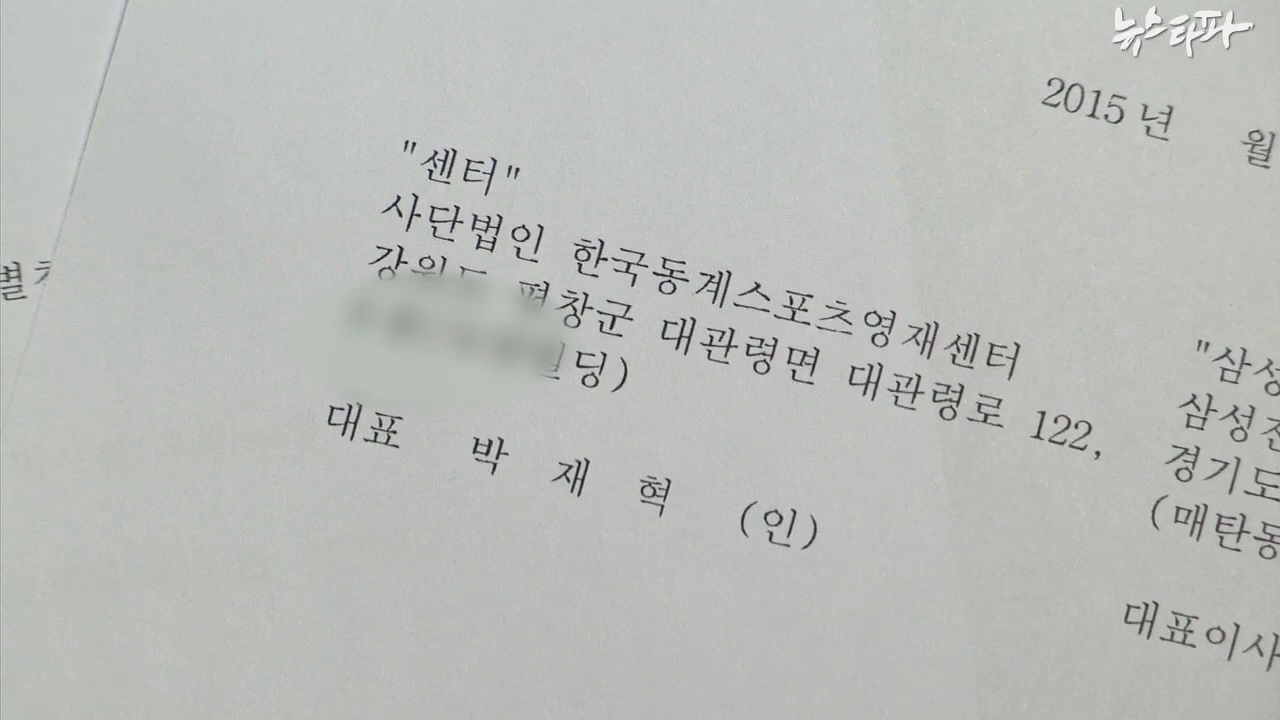 뉴스타파
2015 년 월
"센터"
사단법인 한국동계스포츠영재센터
평창군 대관령면 대관령로 122,
딩)
대표 박 재 혁 (인)
"삼성
삼성전
경기도
(매탄동
대표이사
별첨